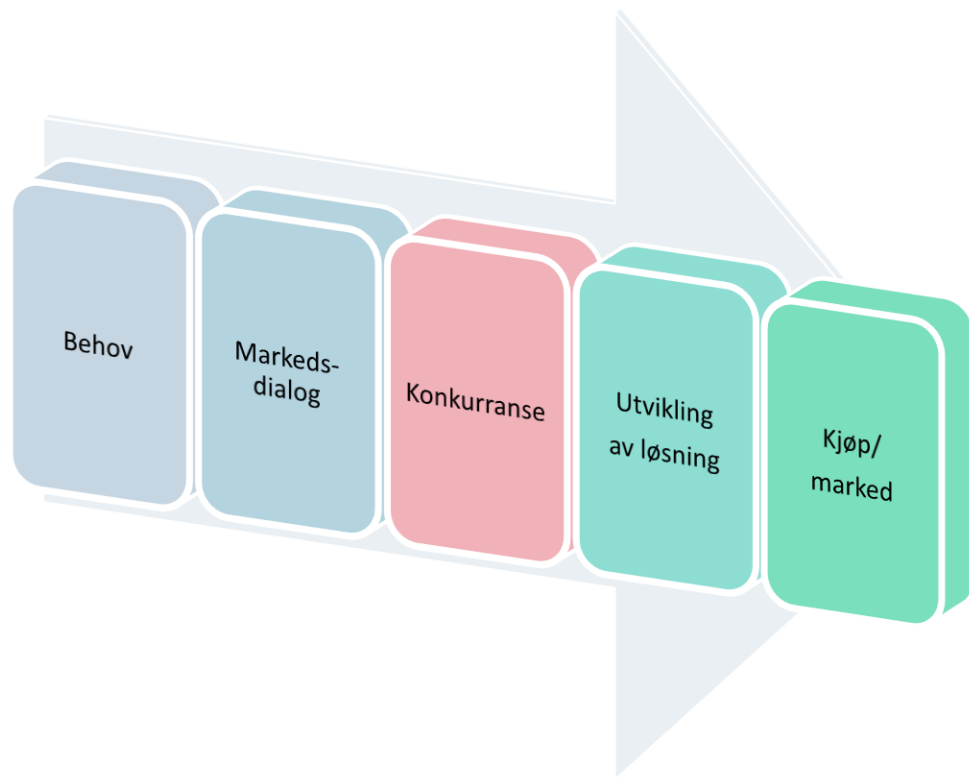 Behov
Markeds-
dialog
Konkurranse
Utvikling
av løsning
Kjøp/
marked